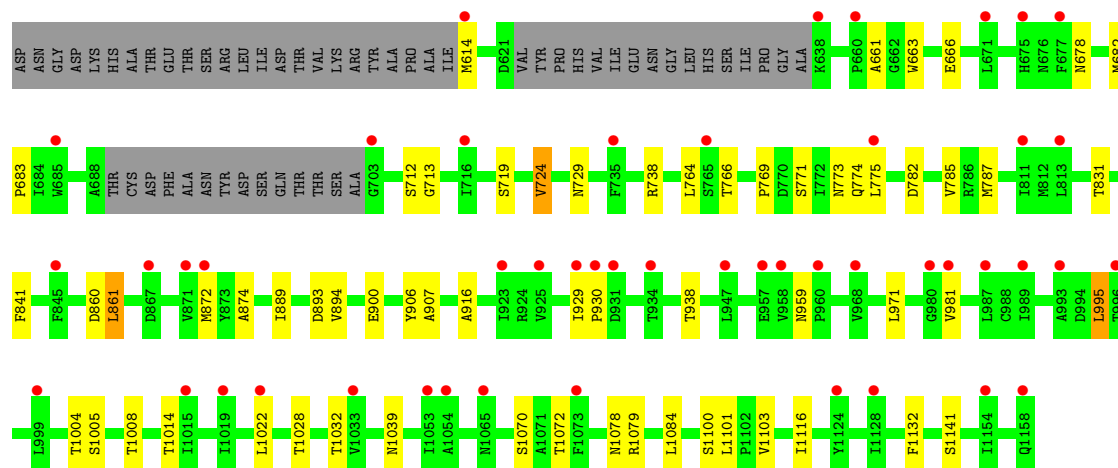 ASP ASN GLY ASP LYS HIS ALA THR GLU THR SER ARG LEU ILE ASP THR VAL LYS ARG TYR ALA PRO ALA ILE M614 D621 VAL TYR PRO HIS VAL ILE GLU ASN GLY LEU HIS SER ILE PRO GLY ALA K638 P660 A661 G662 W663 E666 L671 H675 N676 F677 N678 M682
P683 I684 W685 A688 THR CYS ASP PHE ALA ASN TYR ASP SER GLN THR THR SER ALA G703 S712 G713 I716 S719 V724 N729 F735 R738 L764 S765 T766 P769 D770 S771 I772 N773 Q774 L775 D782 V785 R786 M787 I811 M812 L813 T831
F841 F845 D860 L861 D867 V871 M872 Y873 A874 I889 D893 V894 E900 Y906 A907 A916 I923 R924 V925 I929 P930 D931 T934 T938 L947 E957 V958 N959 P960 V968 L971 G980 V981 L987 C988 I989 A993 D994 L995 T996
L999 T1004 S1005 T1008 T1014 I1015 I1019 L1022 T1028 T1032 V1033 N1039 I1053 A1054 N1065 S1070 A1071 T1072 F1073 N1078 R1079 L1084 S1100 L1101 P1102 V1103 I1116 Y1124 I1128 F1132 S1141 I1154 Q1158